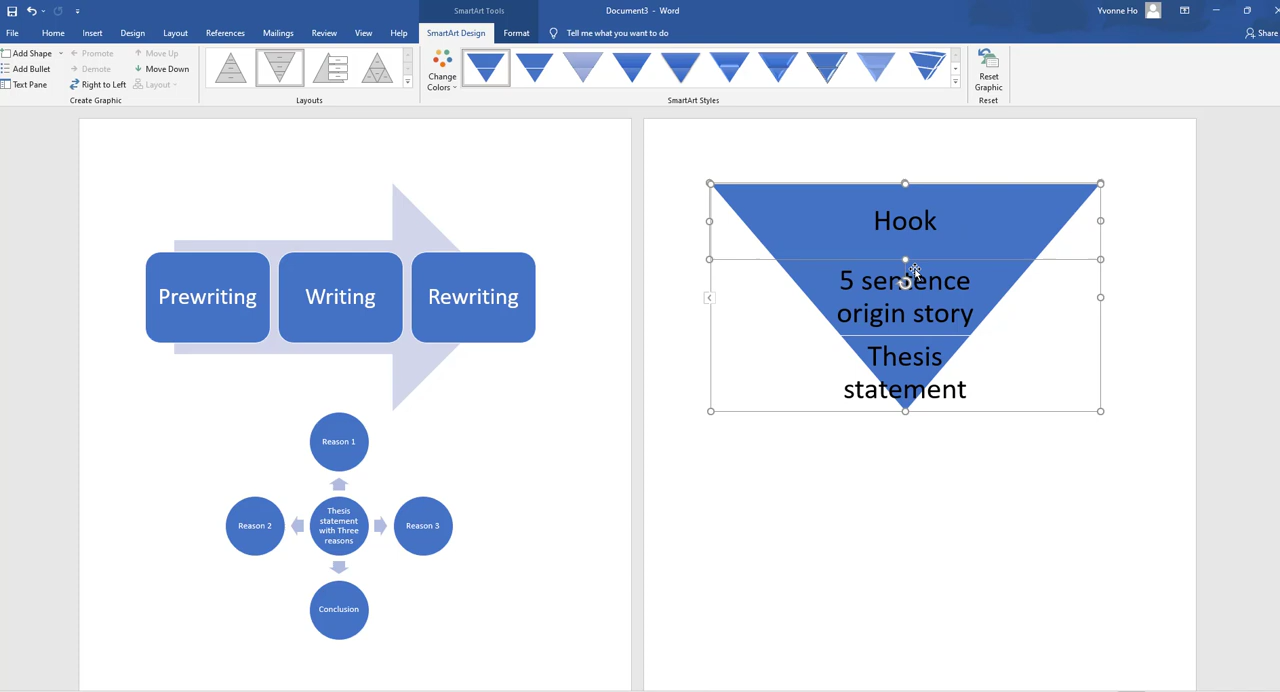 SmartArt Tools
Document3 - Word
Yvonne Ho
File Home Insert Design Layout References Mailings Review View Help SmartArt Design Format Tell me what you want to do Share
Add Shape Promote Move Up
Add Bullet Demote Move Down
Text Pane Right to Left Layout
Create Graphic
Layouts
Change
Colors
SmartArt Styles
Reset
Graphic
Reset
Prewriting Writing Rewriting
Reason 1
Reason 2
Thesis
statement
with Three
reasons
Reason 3
Conclusion
Hook
5 sentence
origin story
Thesis
statement